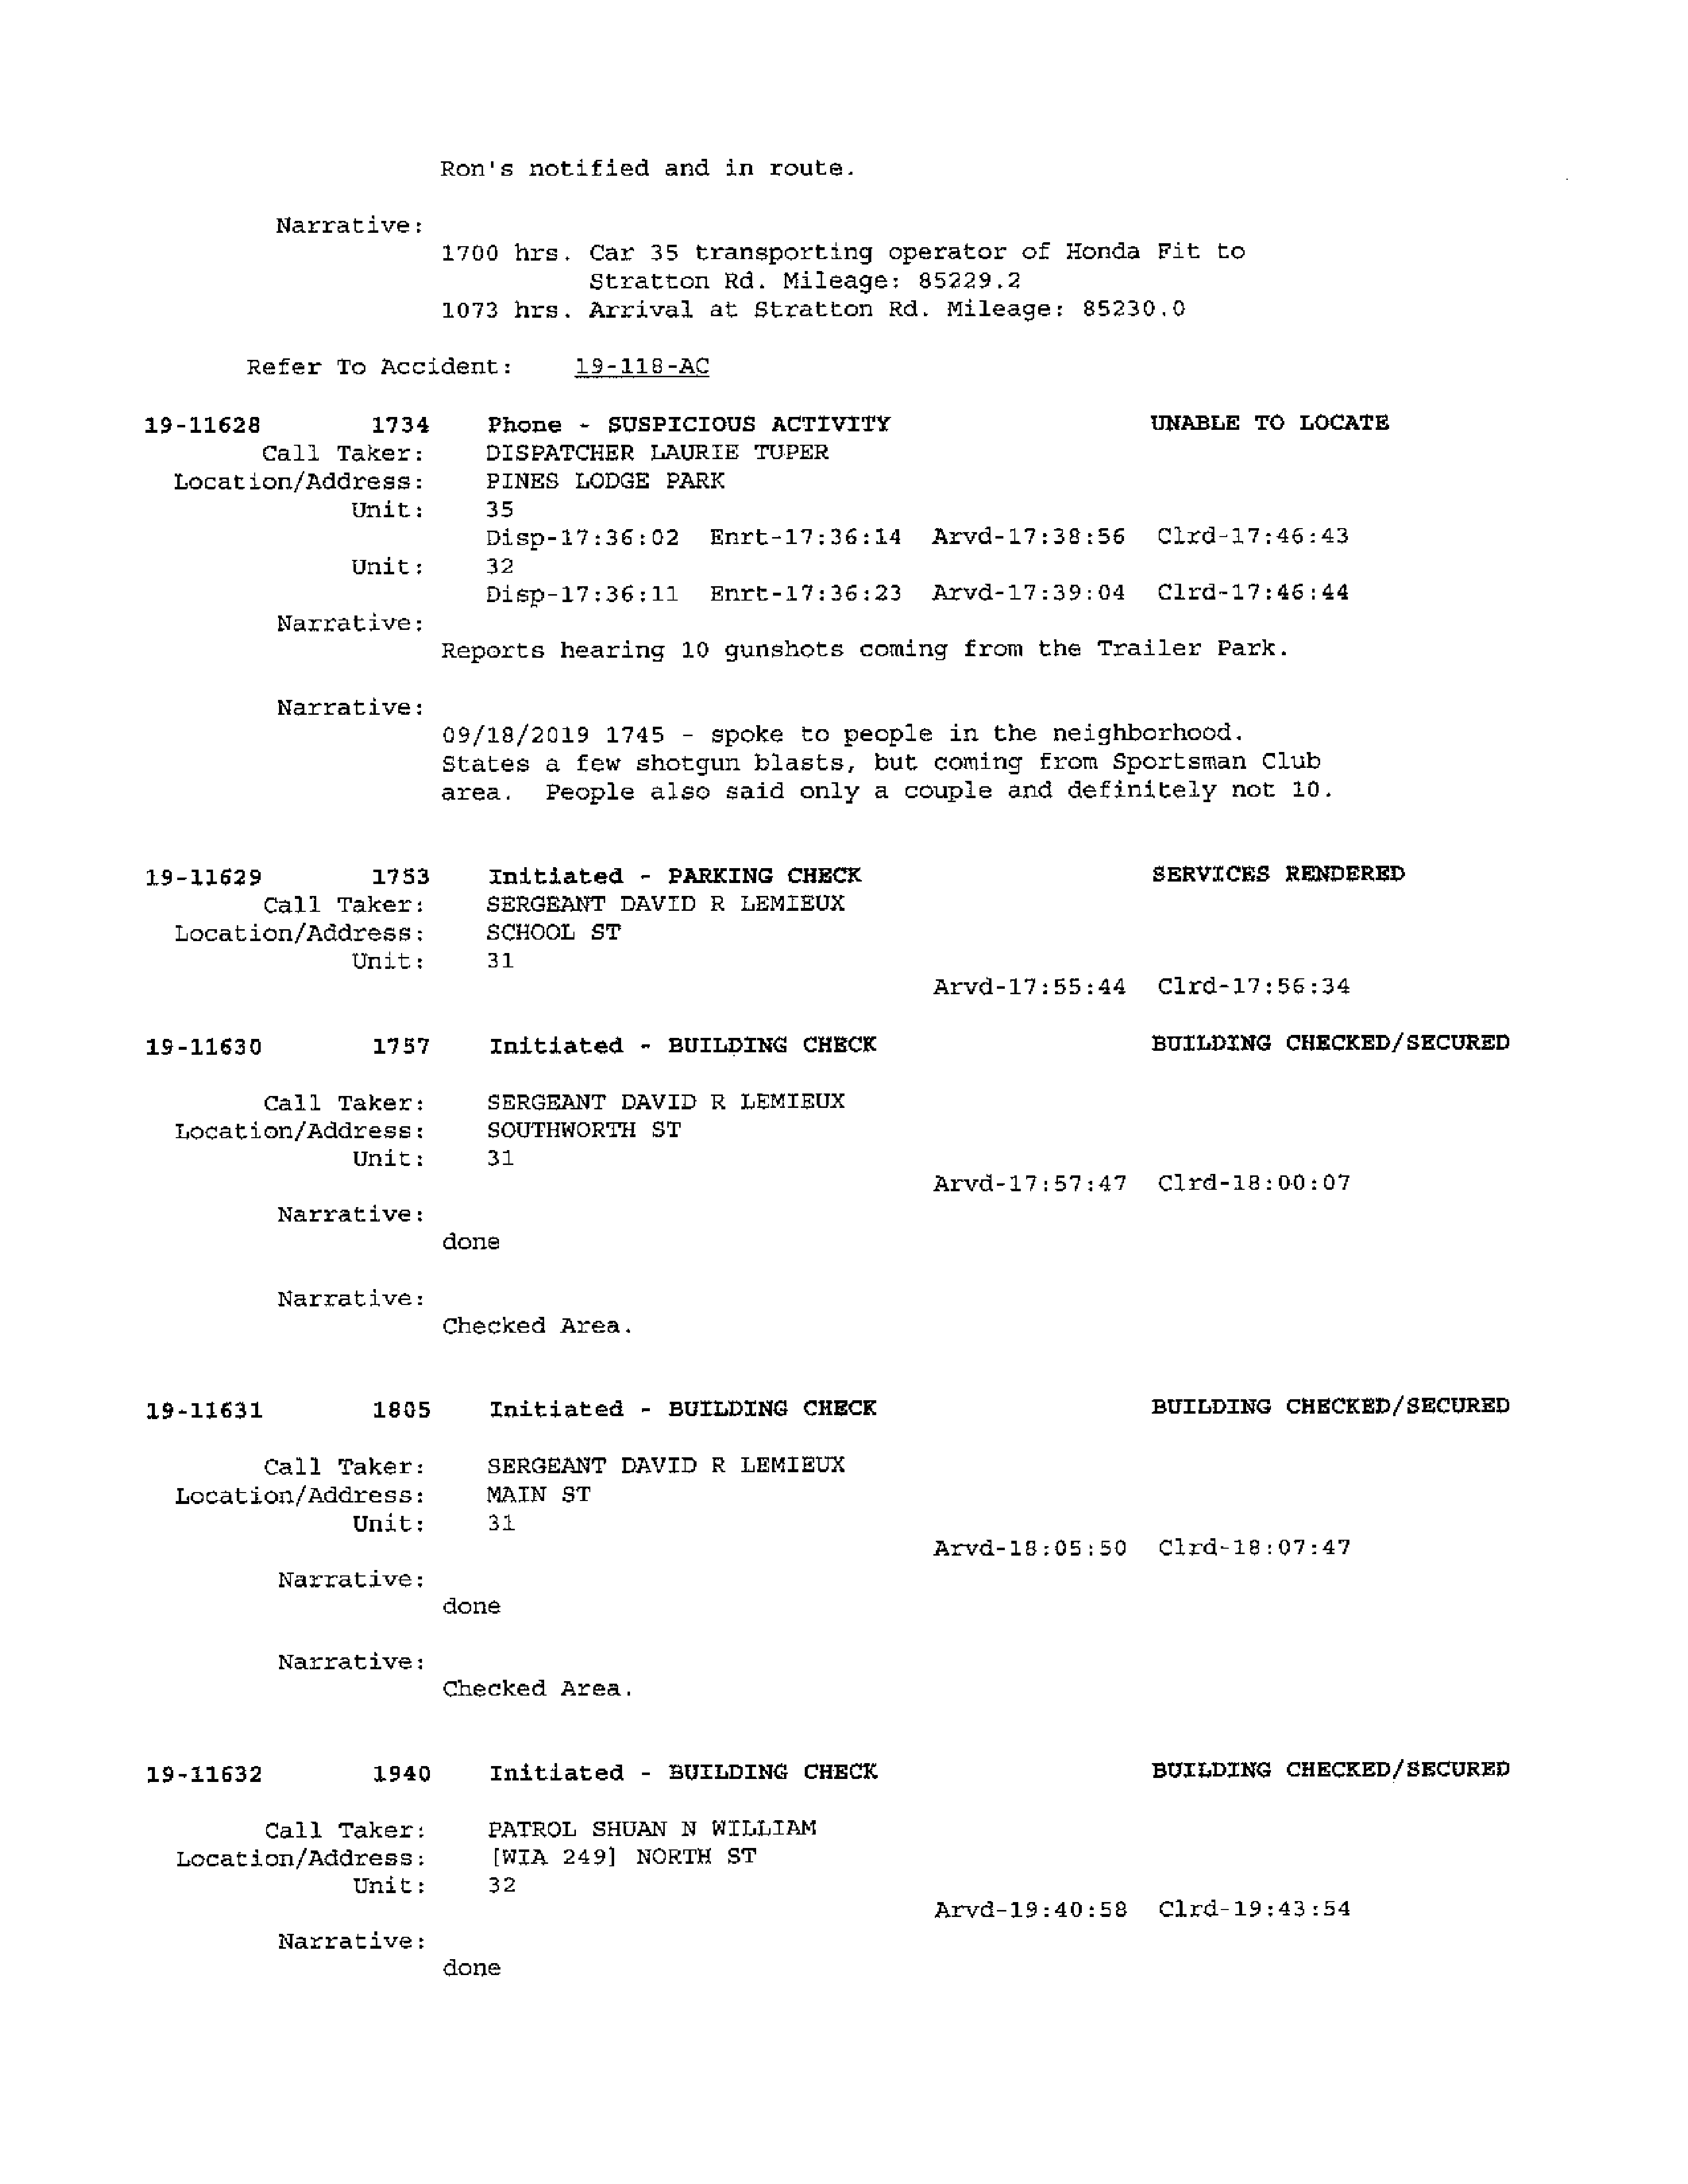 Ron's notified and in route.
Narrative:
1700 hrs. Car 35 transporting operator of Honda Fit to
Stratton Rd. Mileage: 85229.2
1073 hrs. Arrival at Stratton Rd. Mileage: 85230.0
Refer To Accident: 19-118-AC
19-11628 1734 Phone - SUSPICIOUS ACTIVITY UNABLE TO LOCATE
Call Taker: DISPATCHER LAURIE TUPER
Location/Address: PINES LODGE PARK
Unit: 35
Disp-17:36:02 Enrt-17:36:14 Arvd-17:38:56 Clrd-17:46:43
Unit: 32
Disp-17:36:11 Enrt-17:36:23 Arvd-17:39:04 Clrd-17:46:44
Narrative:
Reports hearing 10 gunshots coming from the Trailer Park.
Narrative:
09/18/2019 1745 - spoke to people in the neighborhood.
States a few shotgun blasts, but coming from Sportsman Club
area. People also said only a couple and definitely not 10.
19-11629 1753 Initiated - PARKING CHECK SERVICES RENDERED
Call Taker: SERGEANT DAVID R LEMIEUX
Location/Address: SCHOOL ST
Unit: 31
Arvd-17:55:44 Clrd-17:56:34
19-11630 1757 Initiated - BUILDING CHECK BUILDING CHECKED/SECURED
Call Taker: SERGEANT DAVID R LEMIEUX
Location/Address: SOUTHWORTH ST
Unit: 31
Arvd-17:57:47 Clrd-18:00:07
Narrative:
done
Narrative:
Checked Area.
19-11631 1805 Initiated - BUILDING CHECK BUILDING CHECKED/SECURED
Call Taker: SERGEANT DAVID R LEMIEUX
Location/Address: MAIN ST
Unit: 31
Arvd-18:05:50 Clrd-18:07:47
Narrative:
done
Narrative:
Checked Area.
19-11632 1940 Initiated - BUILDING CHECK BUILDING CHECKED/SECURED
Call Taker: PATROL SHUAN N WILLIAM
Location/Address: [WIA 249] NORTH ST
Unit: 32
Arvd-19:40:58 Clrd-19:43:54
Narrative:
done